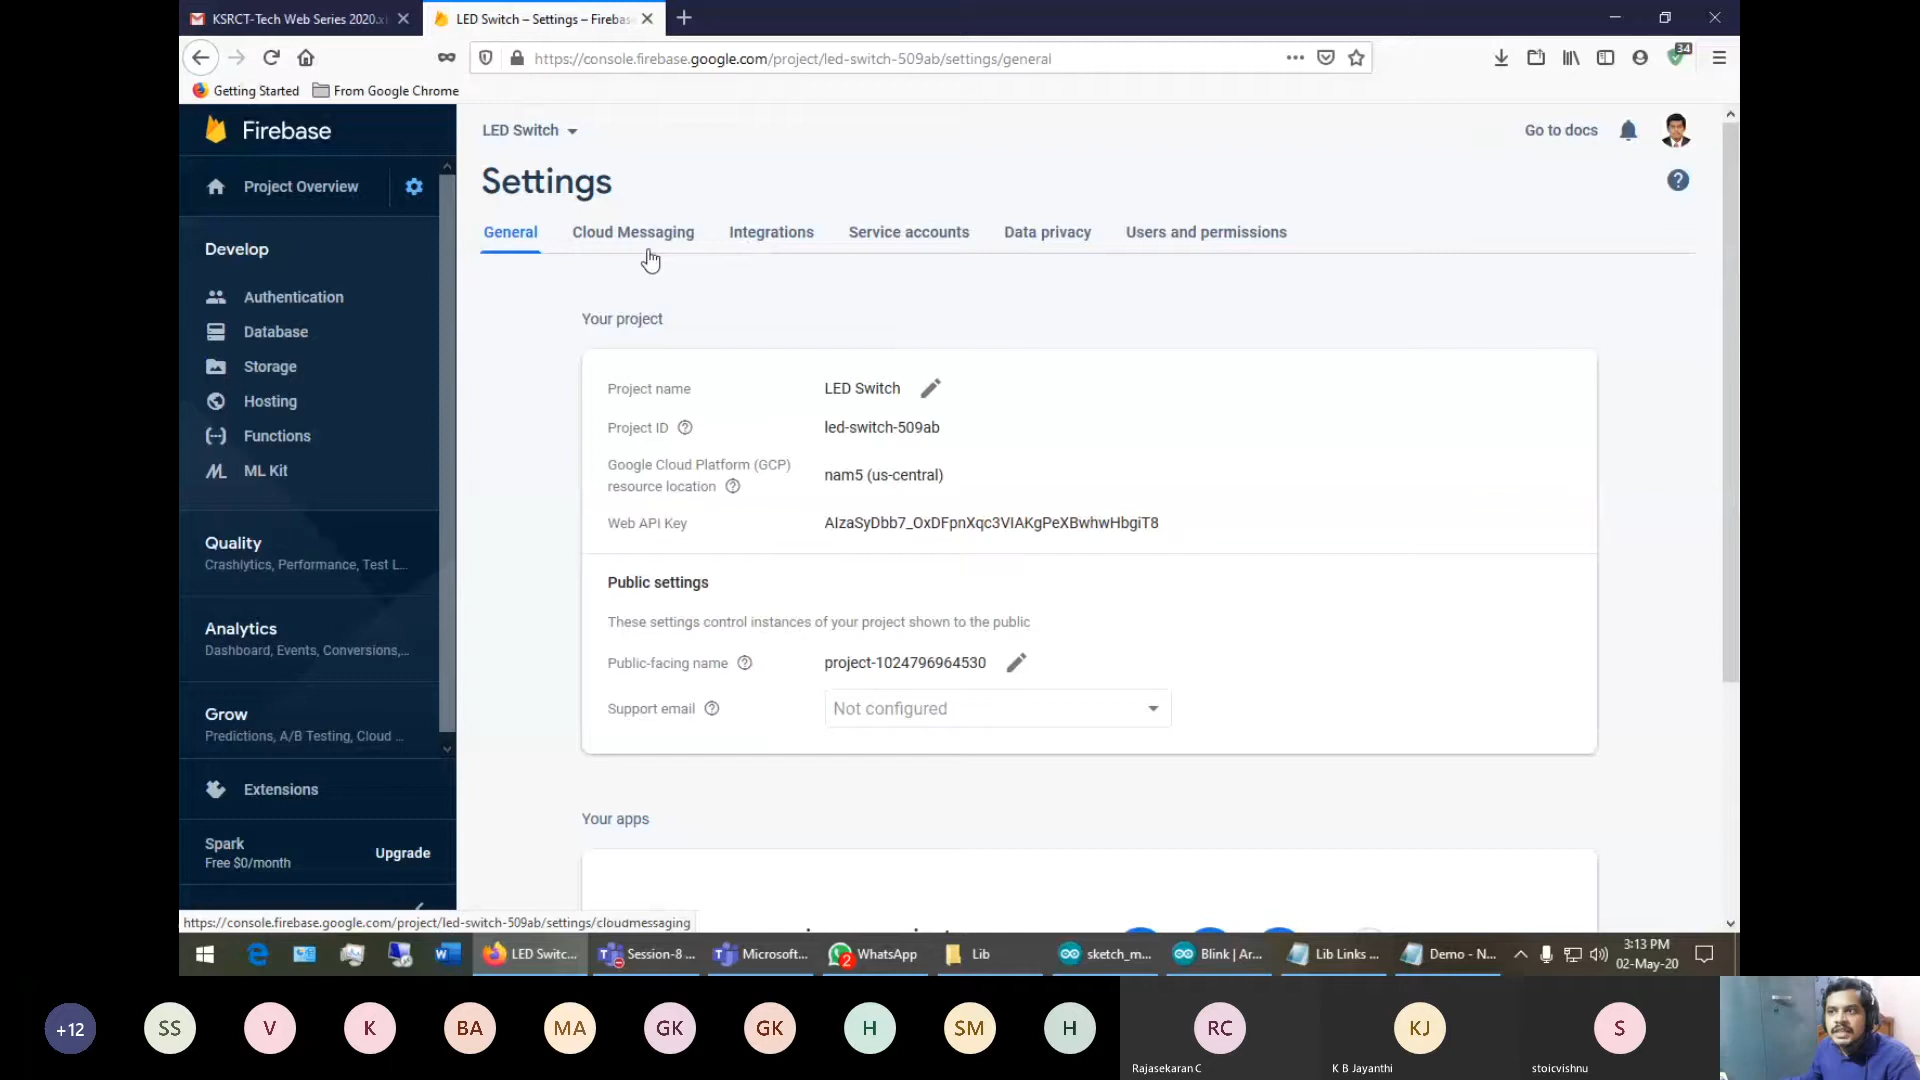 KSRCT-Tech Web Series 2020.x
LED Switch – Settings – Firebas
https://console.firebase.google.com/project/led-switch-509ab/settings/general
34
Getting Started
From Google Chrome
Firebase
LED Switch
Go to docs
Project Overview
Settings
General
Cloud Messaging
Integrations
Service accounts
Data privacy
Users and permissions
Develop
Authentication
Database
Storage
Hosting
Functions
ML Kit
Quality
Crashlytics, Performance, Test L...
Analytics
Dashboard, Events, Conversions,...
Grow
Predictions, A/B Testing, Cloud ...
Extensions
Spark
Free $0/month
Upgrade
Your project
Project name
LED Switch
Project ID
led-switch-509ab
Google Cloud Platform (GCP)
resource location
nam5 (us-central)
Web API Key
AIzaSyDbb7_OxDFpnXqc3VIAKgPeXBwhwHbgiT8
Public settings
These settings control instances of your project shown to the public
Public-facing name
project-1024796964530
Support email
Not configured
Your apps
https://console.firebase.google.com/project/led-switch-509ab/settings/cloudmessaging
LED Switc...
Session-8 ...
Microsoft...
2
WhatsApp
Lib
sketch_m...
Blink | Ar...
Lib Links ...
Demo - N...
3:13 PM
02-May-20
+12
SS
V
K
BA
MA
GK
GK
H
SM
H
RC
KJ
S
Rajasekaran C
K B Jayanthi
stoicvishnu